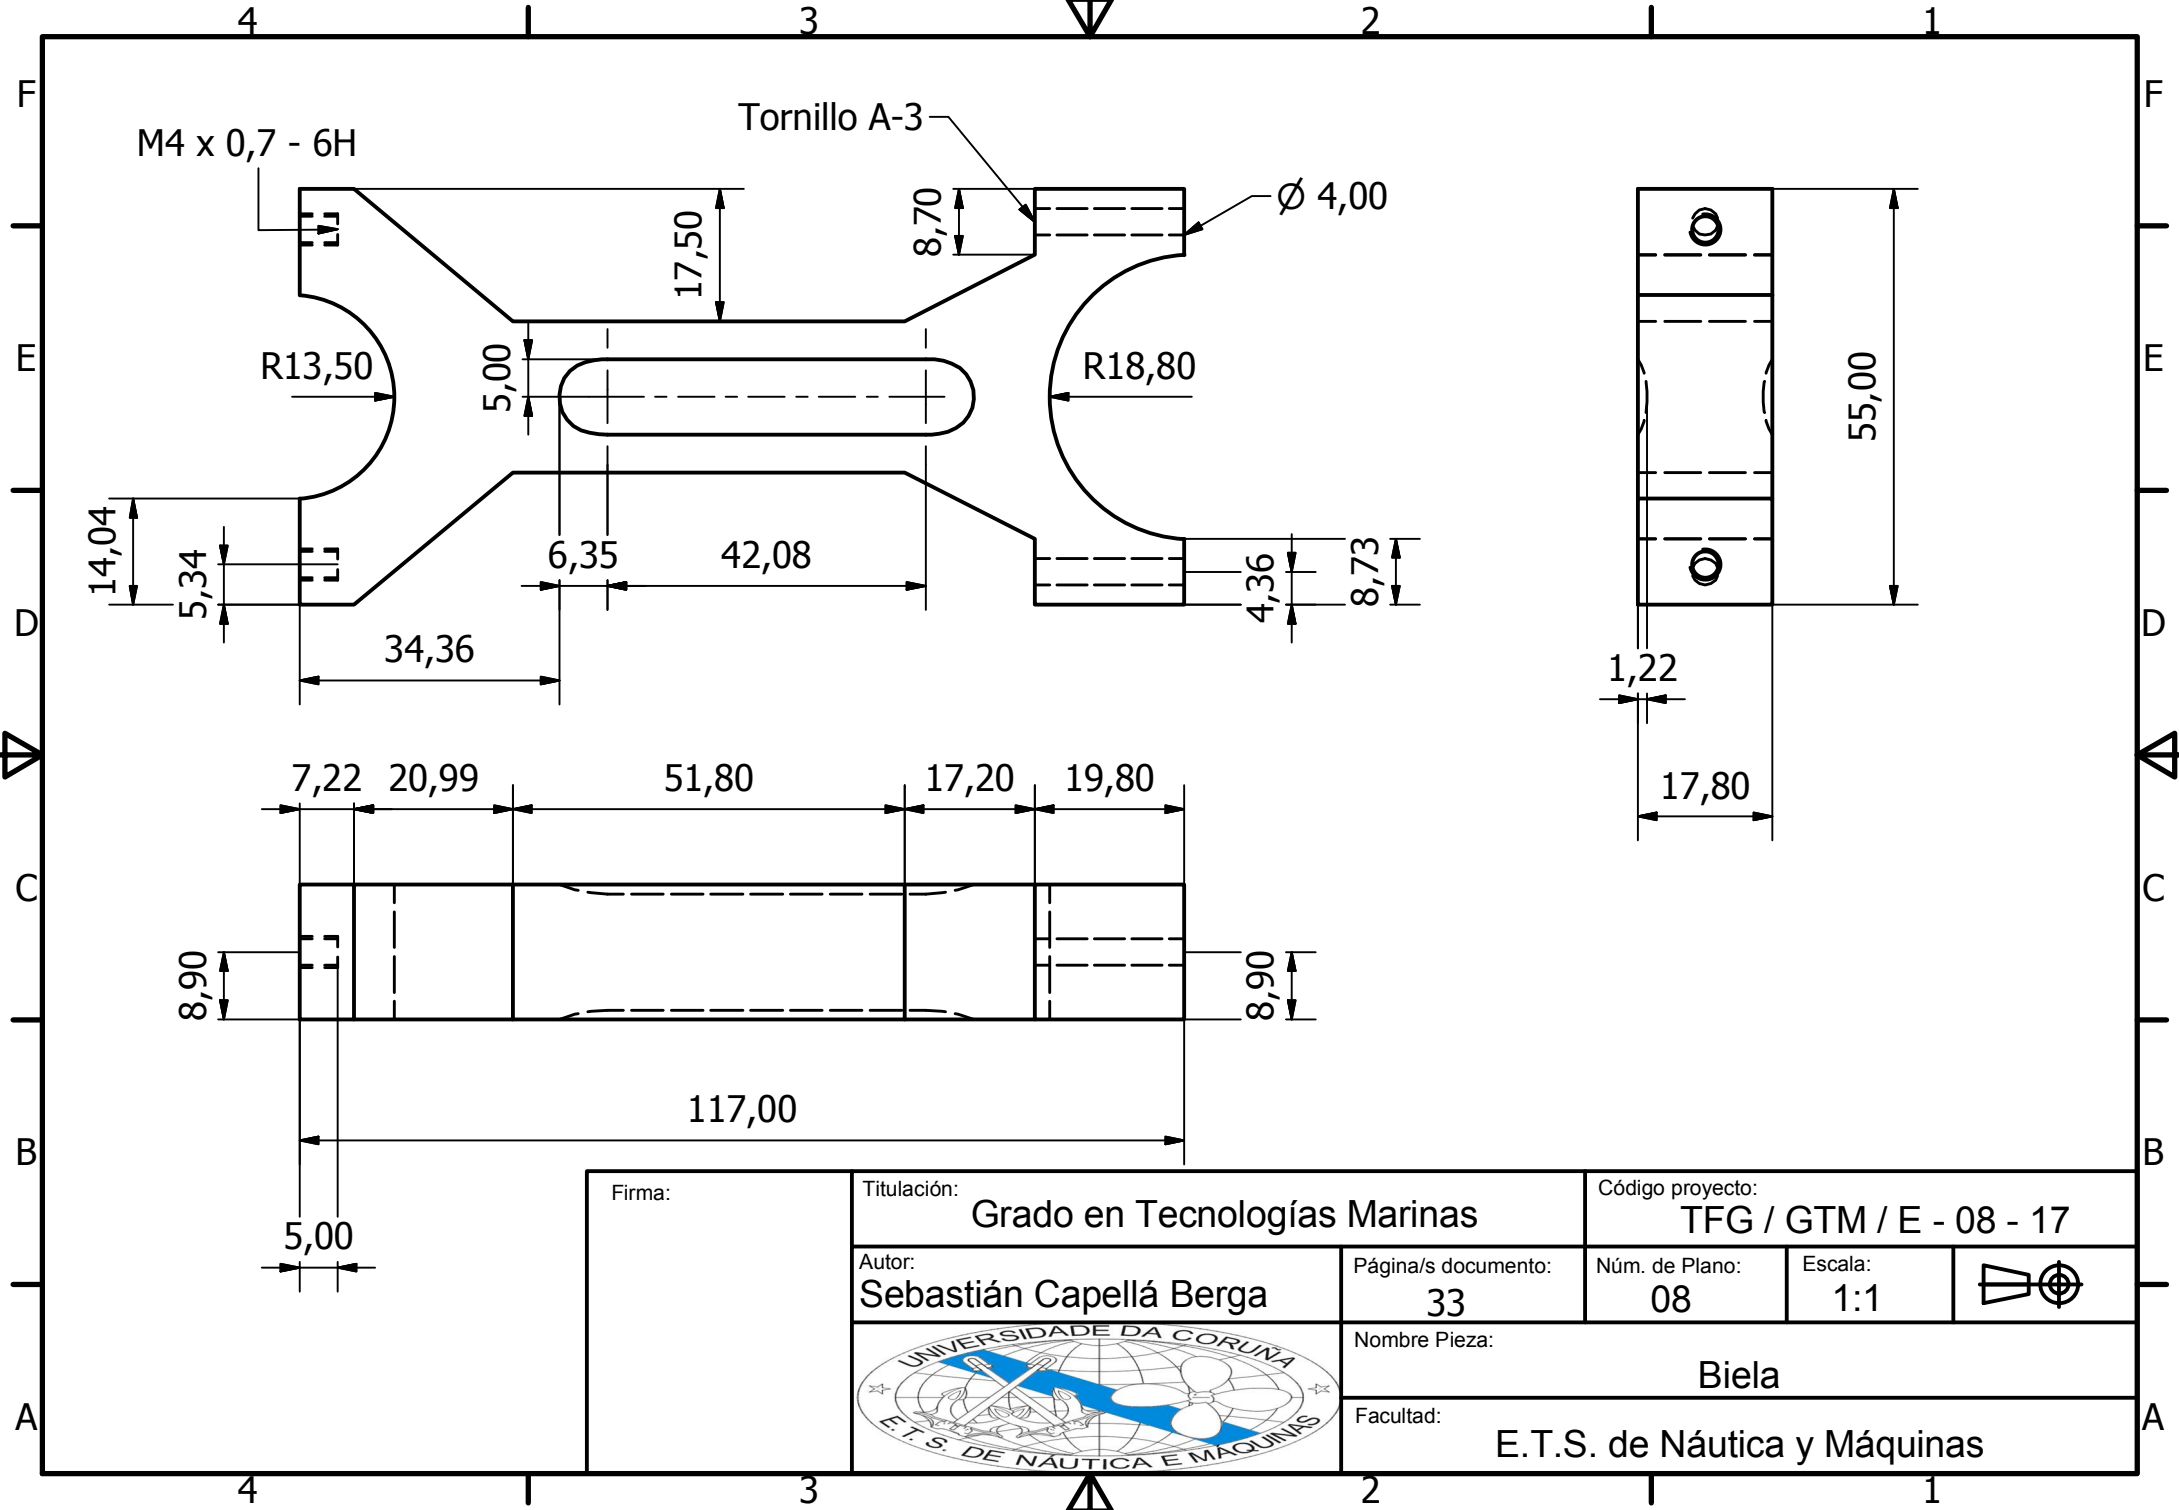 4 3 2 1
F F
Tornillo A-3
M4 x 0,7 - 6H
17,50
8,70
Ø 4,00
E E
R13,50
5,00
R18,80
55,00
14,04
5,34
6,35
42,08
4,36
8,73
D D
34,36
1,22
7,22 20,99 51,80 17,20 19,80
17,80
C C
8,90
8,90
117,00
B B
5,00
Firma:
Titulación:
Grado en Tecnologías Marinas
Código proyecto:
TFG / GTM / E - 08 - 17
Autor:
Sebastián Capellá Berga
Página/s documento:
33
Núm. de Plano:
08
Escala:
1:1
UNIVERSIDADE DA CORUÑA
E.T.S. DE NÁUTICA E MÁQUINAS
Nombre Pieza:
Biela
Facultad:
E.T.S. de Náutica y Máquinas
A A
4 3 2 1